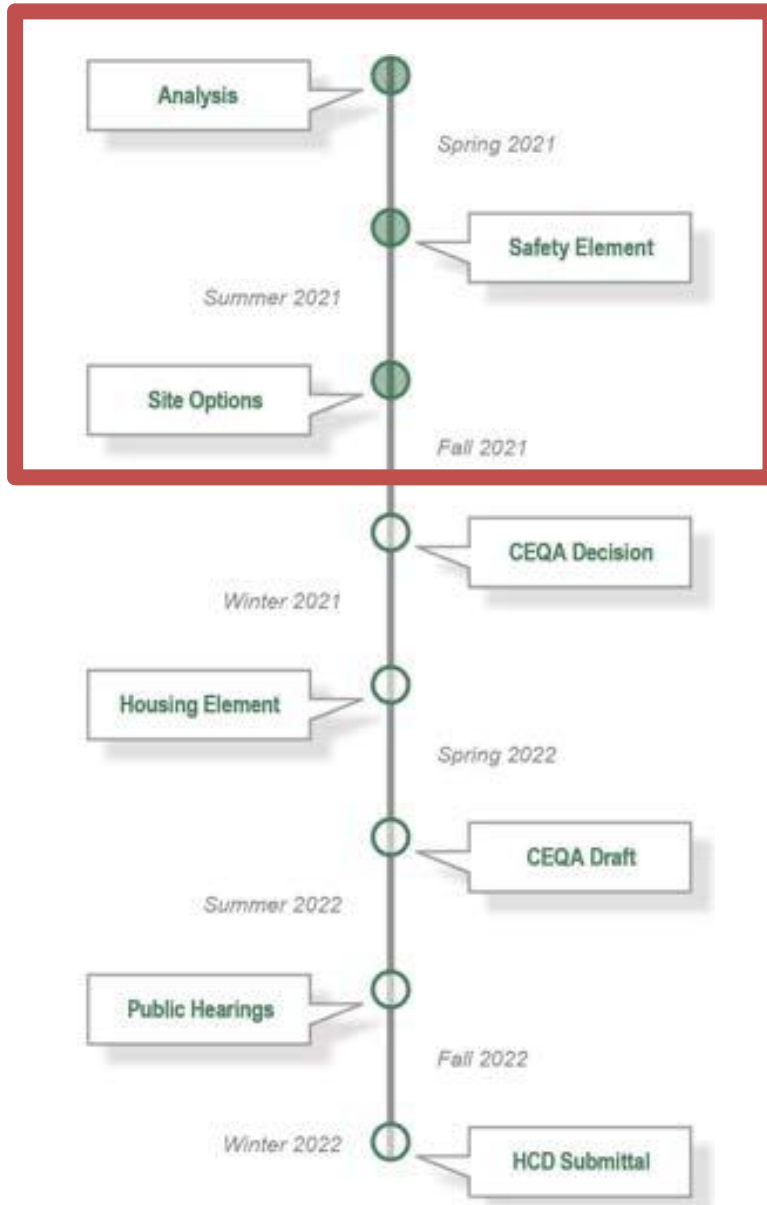 Analysis
Spring 2021
Safety Element
Summer 2021
Site Options
Fall 2021
CEQA Decision
Winter 2021
Housing Element
Spring 2022
CEQA Draft
Summer 2022
Public Hearings
Fall 2022
Winter 2022
HCD Submittal